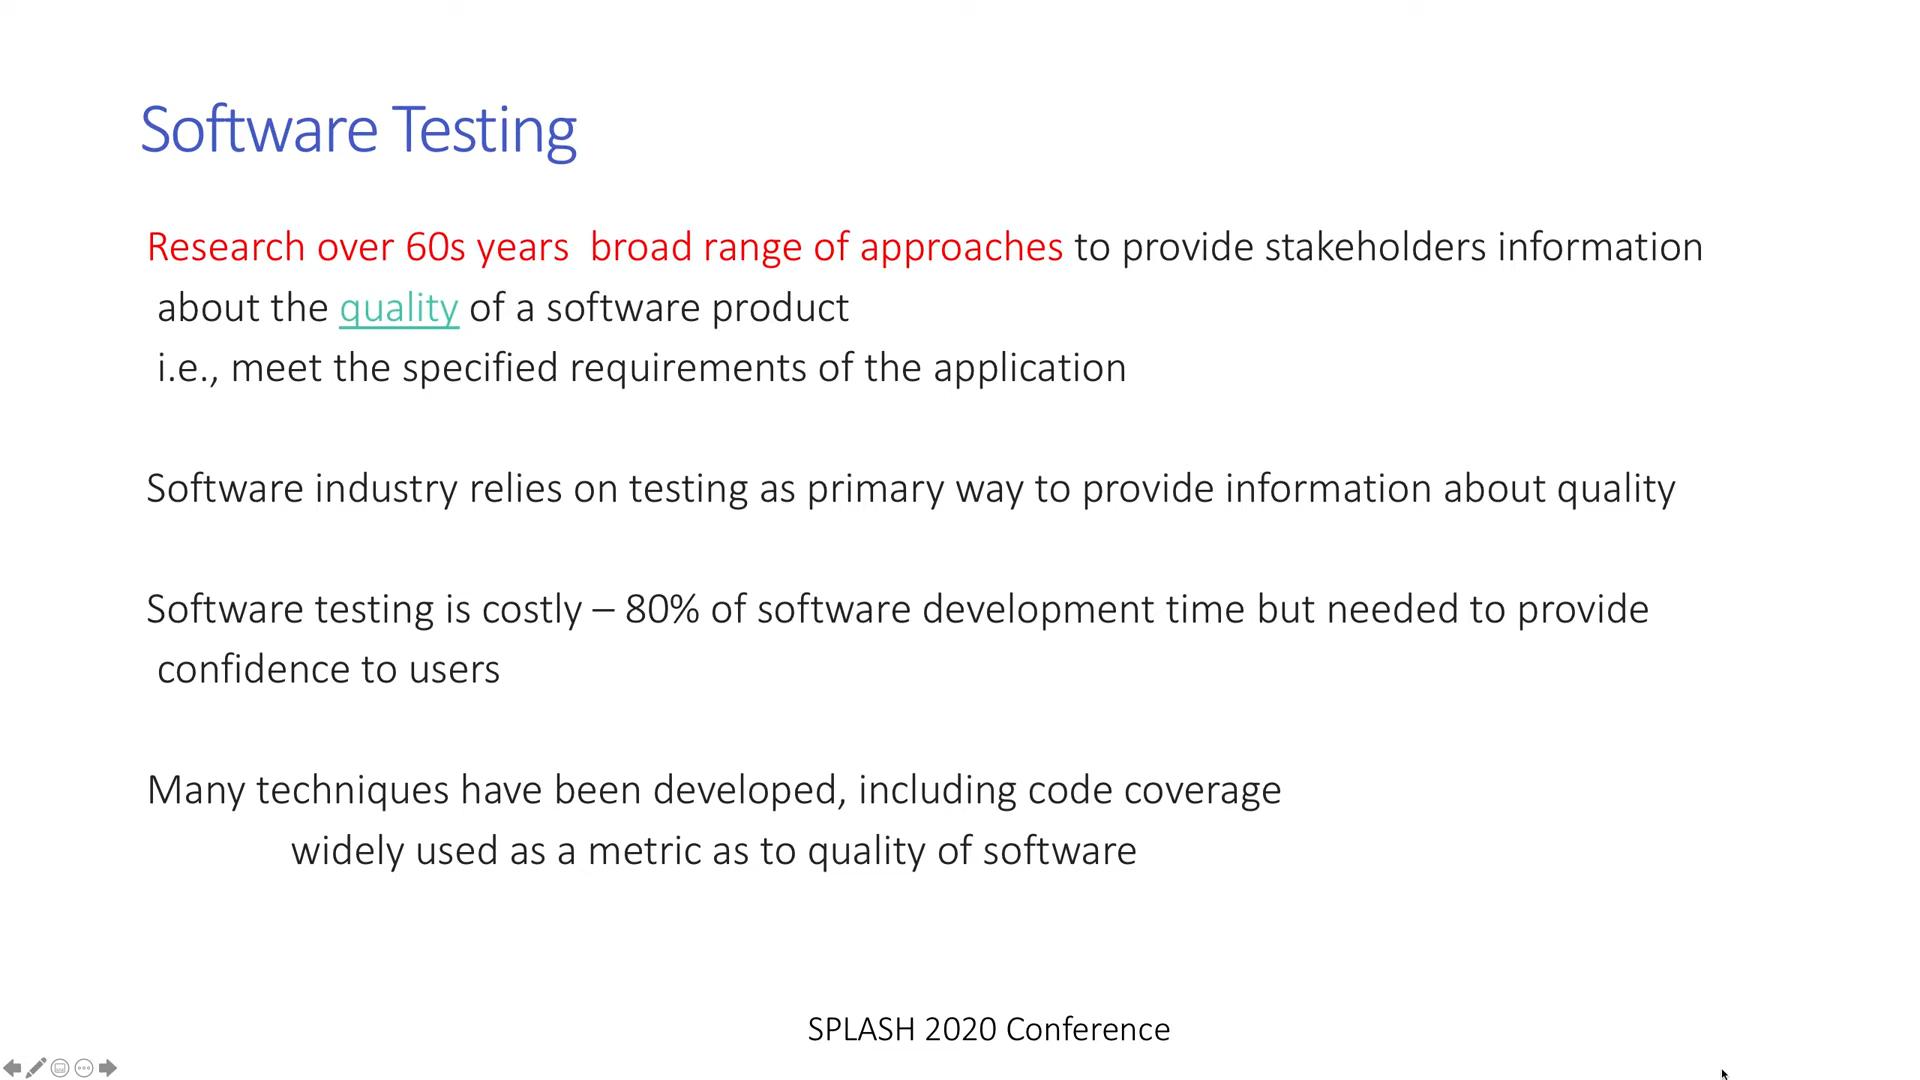 Software Testing
Research over 60s years  broad range of approaches to provide stakeholders information
about the quality of a software product
i.e., meet the specified requirements of the application
Software industry relies on testing as primary way to provide information about quality
Software testing is costly – 80% of software development time but needed to provide
confidence to users
Many techniques have been developed, including code coverage
widely used as a metric as to quality of software
SPLASH 2020 Conference